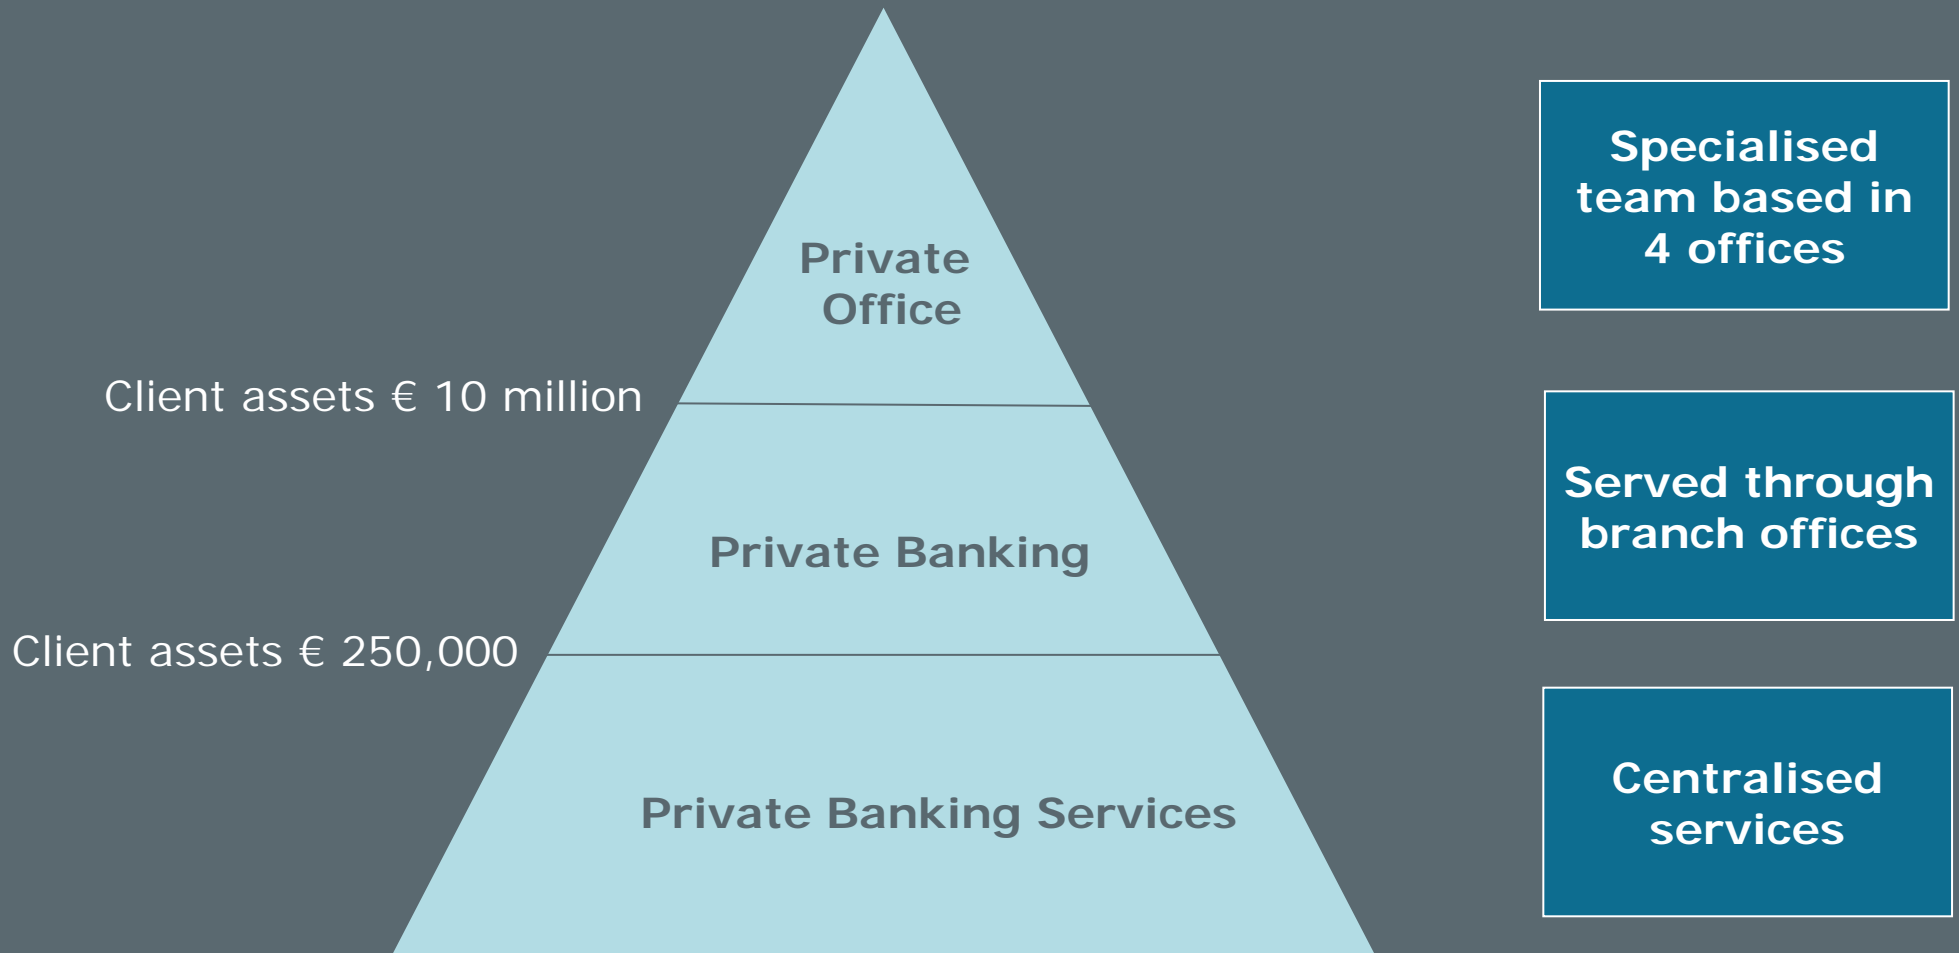 Specialised
team based in
4 offices
Private
Office
Client assets € 10 million
Served through
branch offices
Private Banking
Client assets € 250,000
Centralised
services
Private Banking Services